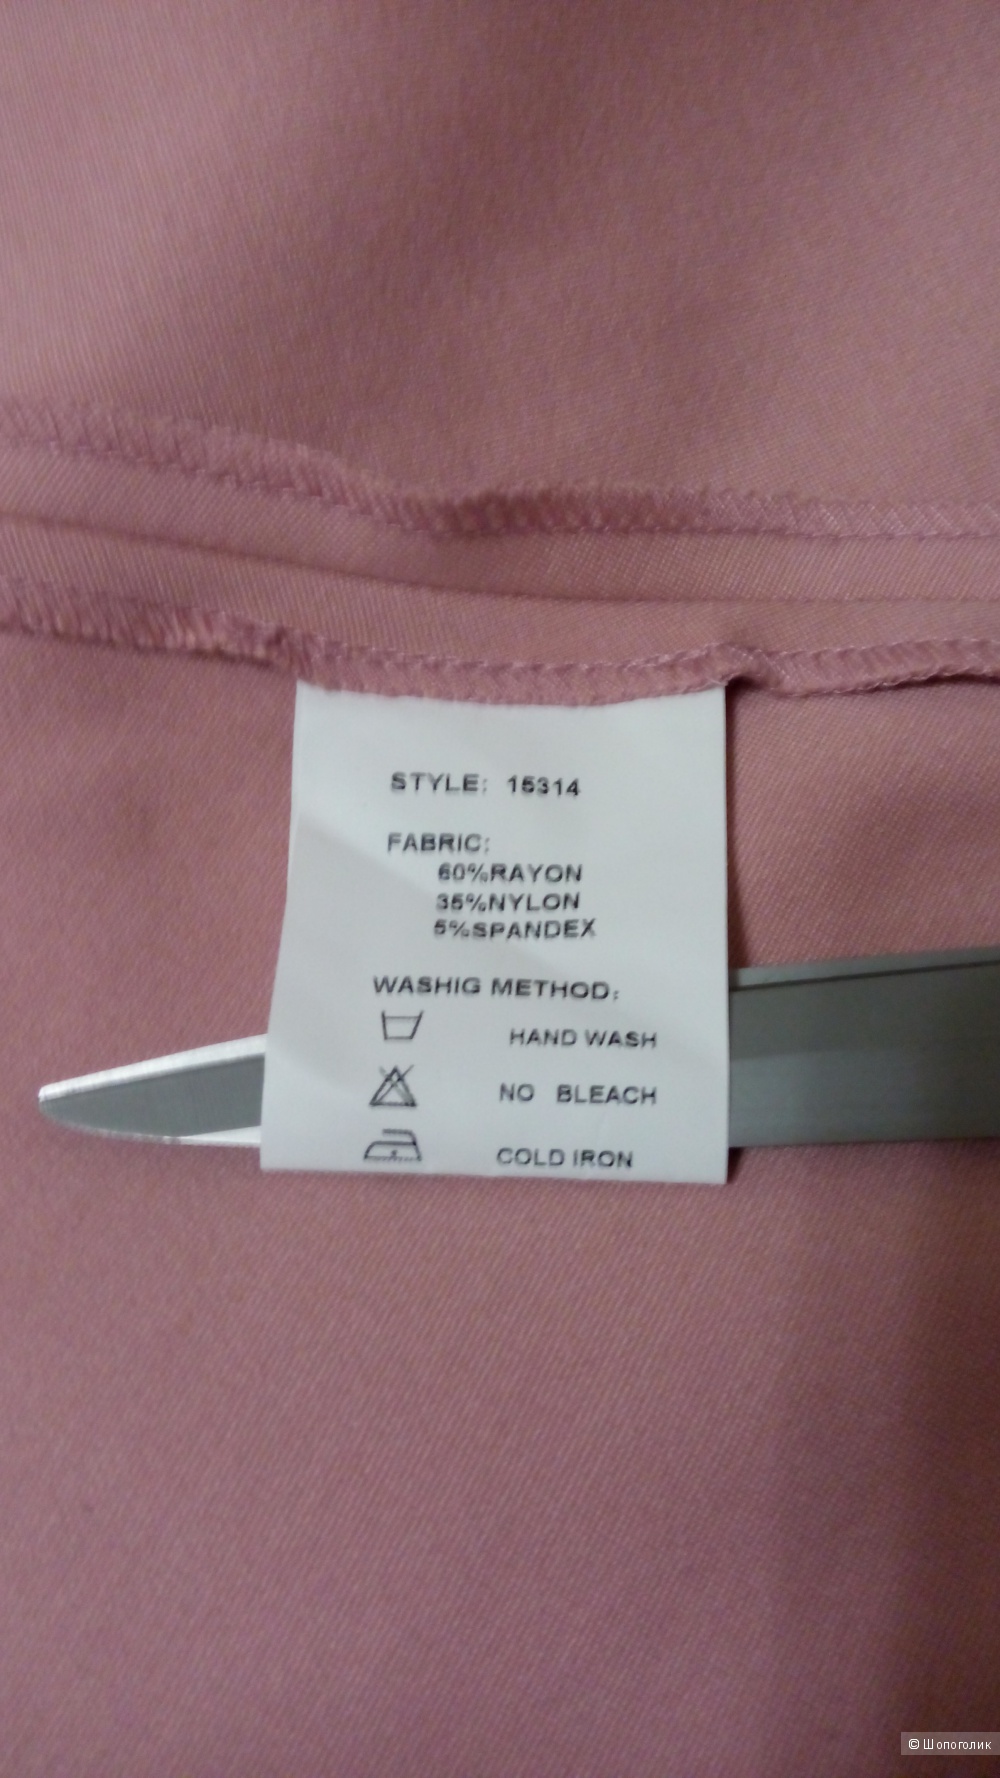 STYLE: 15314
FABRIC:
60%RAYON
35%NYLON
5%SPANDEX
WASHIG METHOD:
HAND WASH
NO BLEACH
COLD IRON
© Шопоголик